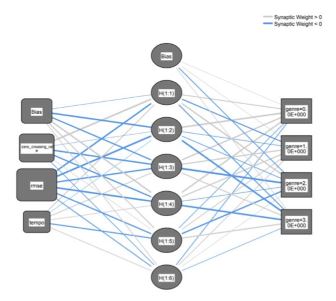 Synaptic Weight > 0
Synaptic Weight < 0
Bias
Bias
H(1:1)
genre=0.
0E+000
H(1:2)
zero_crossing_rat
e
genre=1.
0E+000
H(1:3)
rmse
genre=2.
0E+000
H(1:4)
tempo
genre=3.
0E+000
H(1:5)
H(1:6)